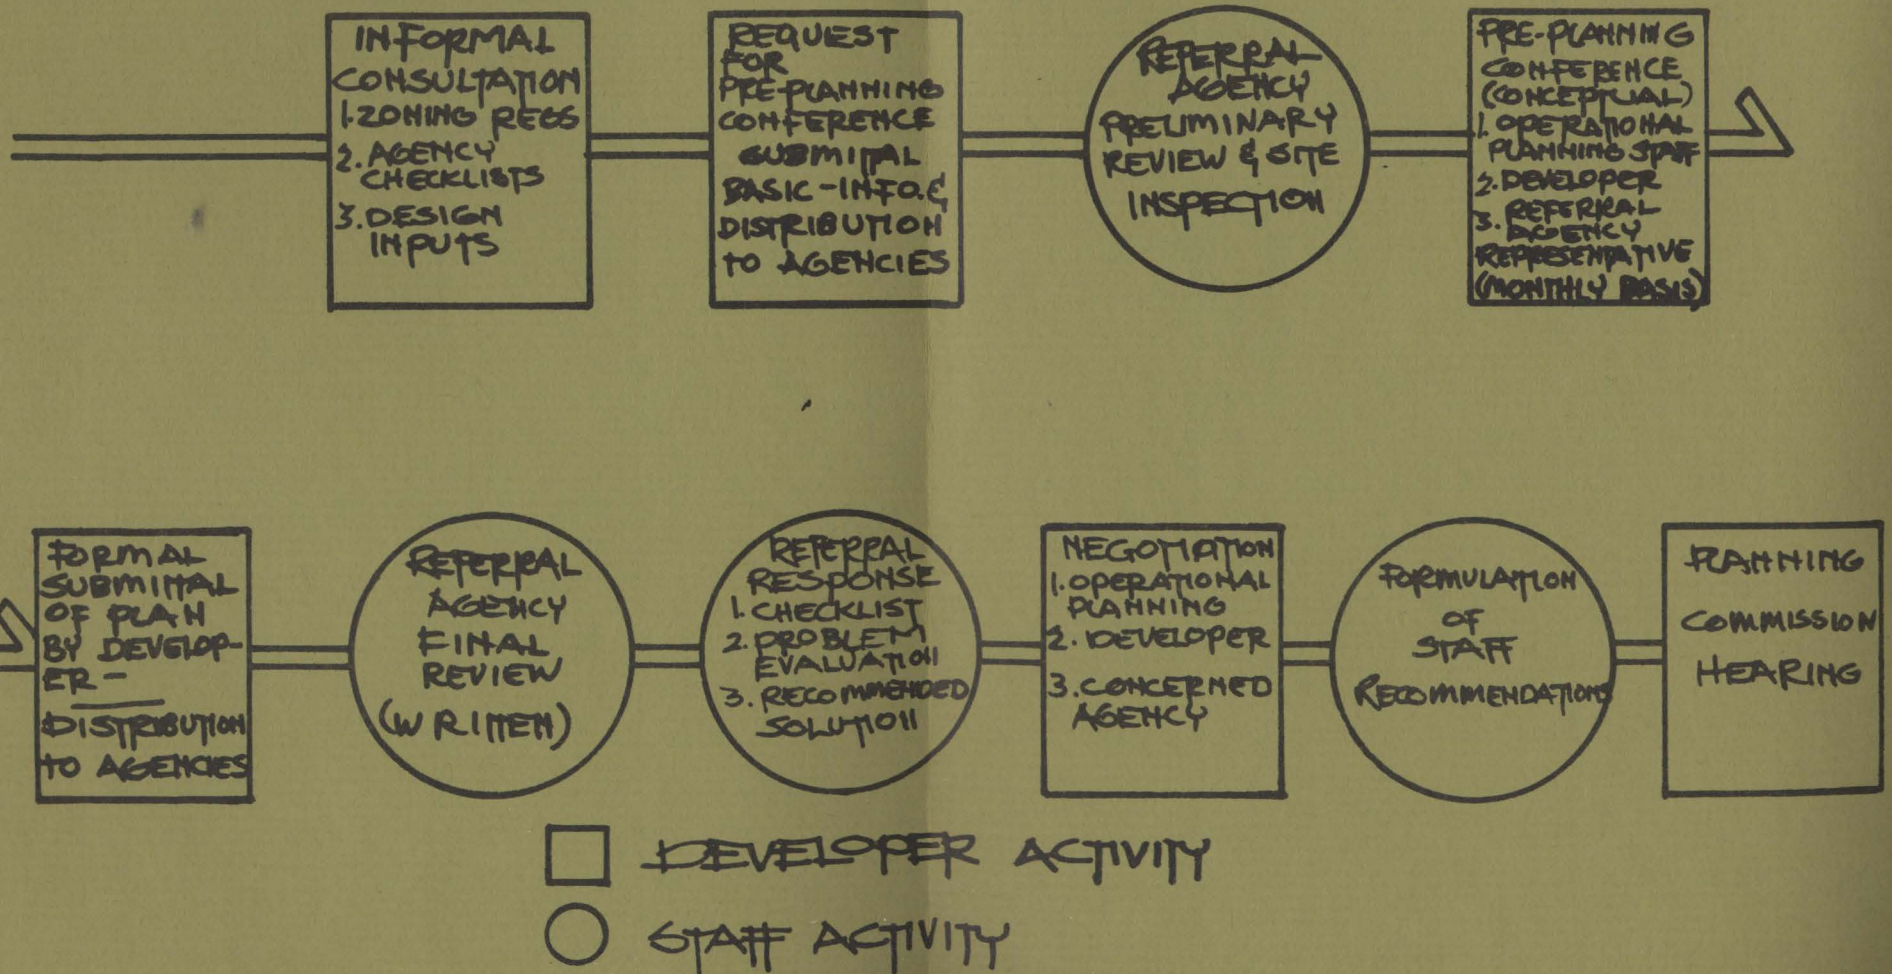 INFORMAL
CONSULTATION
1. ZONING REGS
2. AGENCY
CHECKLISTS
3. DESIGN
INPUTS
REQUEST
FOR
PRE-PLANNING
CONFERENCE
SUBMITTAL
BASIC-INFO. &
DISTRIBUTION
TO AGENCIES
REFERRAL
AGENCY
PRELIMINARY
REVIEW & SITE
INSPECTION
PRE-PLANNING
CONFERENCE
(CONCEPTUAL)
1. OPERATIONAL
PLANNING STAFF
2. DEVELOPER
3. REFERRAL
AGENCY
REPRESENTATIVE
(MONTHLY BASIS)
FORMAL
SUBMITTAL
OF PLAN
BY DEVELOP-
ER-
DISTRIBUTION
TO AGENCIES
REFERRAL
AGENCY
FINAL
REVIEW
(WRITTEN)
REFERRAL
RESPONSE
1. CHECKLIST
2. PROBLEM
EVALUATION
3. RECOMMENDED
SOLUTION
NEGOTIATION
1. OPERATIONAL
PLANNING
2. DEVELOPER
3. CONCERNED
AGENCY
FORMULATION
OF
STAFF
RECOMMENDATIONS
PLANNING
COMMISSION
HEARING
DEVELOPER ACTIVITY
STAFF ACTIVITY